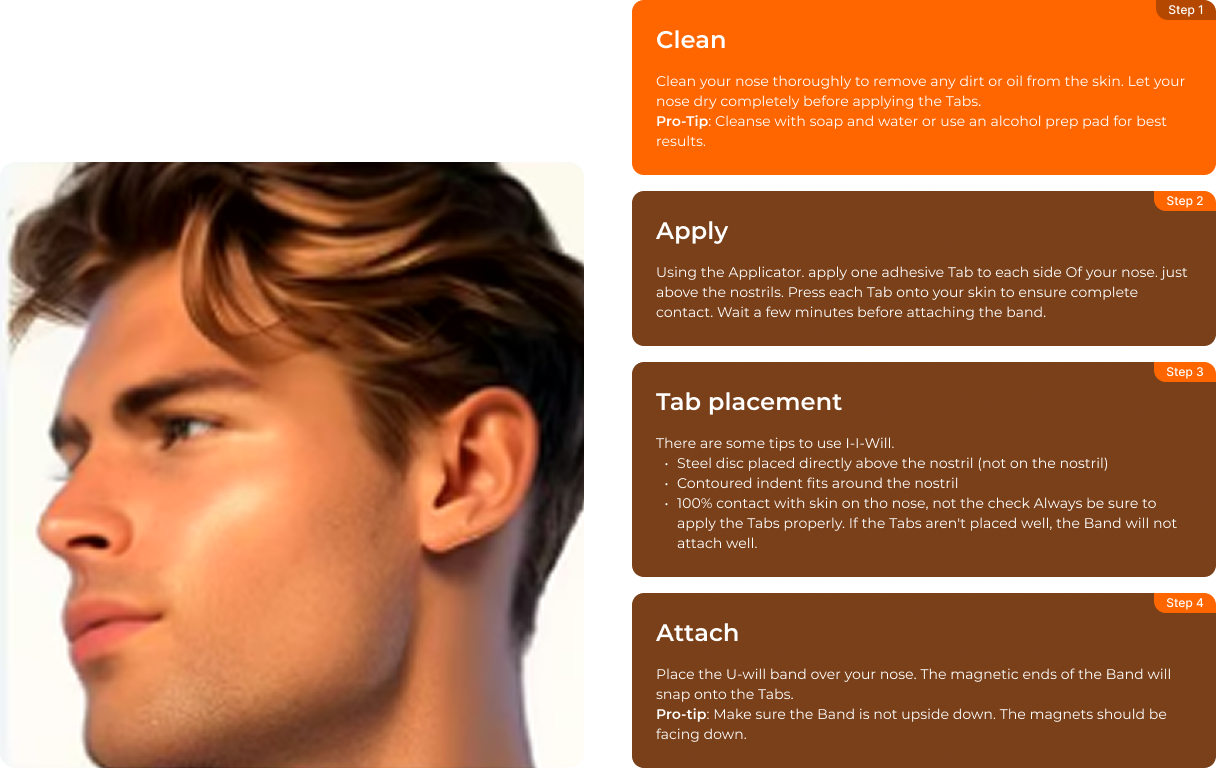 Step 1
Clean
Clean your nose thoroughly to remove any dirt or oil from the skin. Let your
nose dry completely before applying the Tabs.
Pro-Tip: Cleanse with soap and water or use an alcohol prep pad for best
results.
Step 2
Apply
Using the Applicator. apply one adhesive Tab to each side Of your nose. just
above the nostrils. Press each Tab onto your skin to ensure complete
contact. Wait a few minutes before attaching the band.
Step 3
Tab placement
There are some tips to use I-I-Will.
• Steel disc placed directly above the nostril (not on the nostril)
• Contoured indent fits around the nostril
• 100% contact with skin on tho nose, not the check Always be sure to
apply the Tabs properly. If the Tabs aren't placed well, the Band will not
attach well.
Step 4
Attach
Place the U-will band over your nose. The magnetic ends of the Band will
snap onto the Tabs.
Pro-tip: Make sure the Band is not upside down. The magnets should be
facing down.